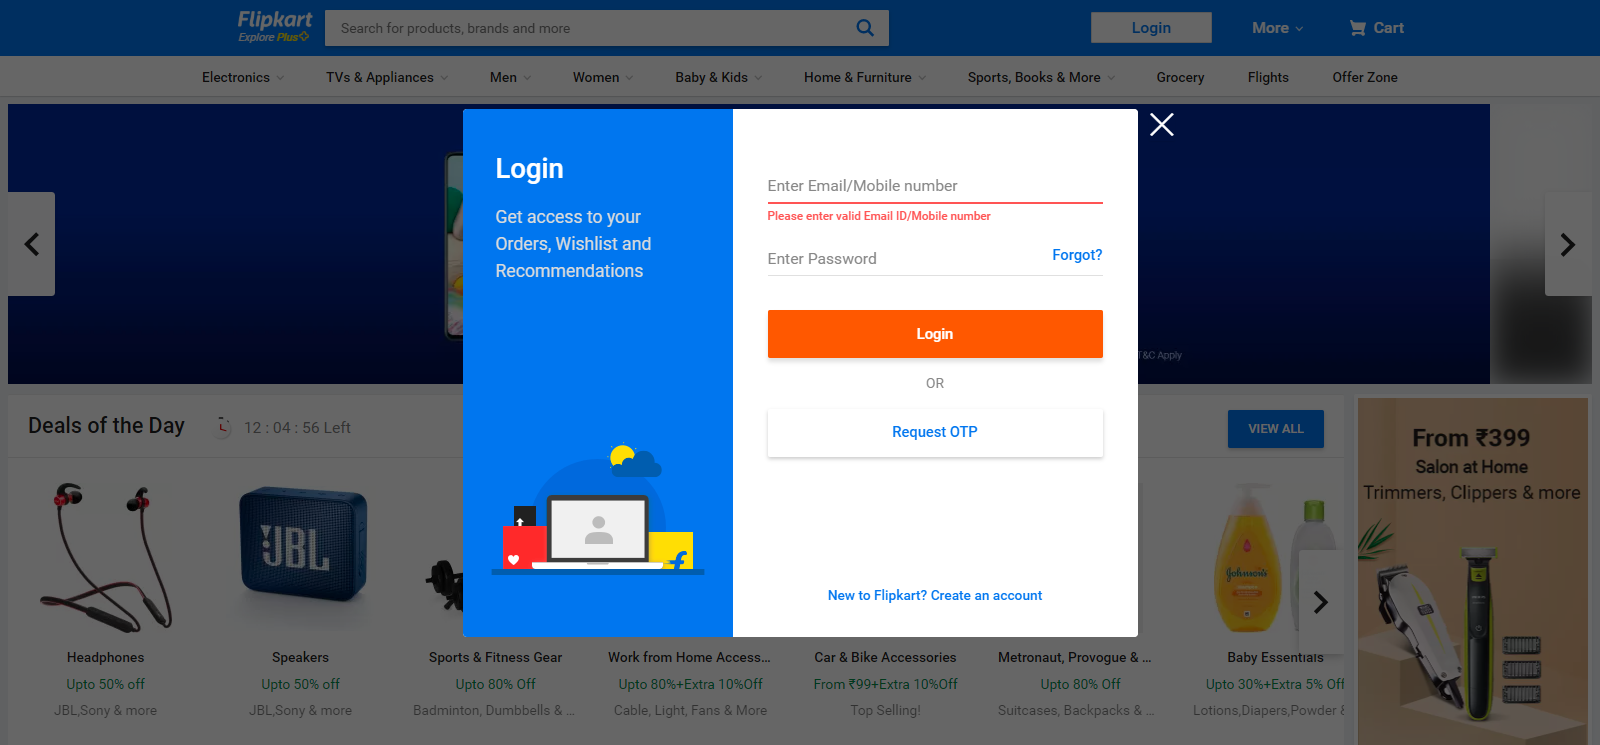 Flipkart
Explore Plus
Search for products, brands and more
Login
More
Cart
Electronics
TVs & Appliances
Men
Women
Baby & Kids
Home & Furniture
Sports, Books & More
Grocery
Flights
Offer Zone
Login
Get access to your
Orders, Wishlist and
Recommendations
Enter Email/Mobile number
Please enter valid Email ID/Mobile number
Enter Password
Forgot?
Login
OR
Request OTP
New to Flipkart? Create an account
T&C Apply
Deals of the Day
12 : 04 : 56 Left
VIEW ALL
JBL
Johnson's
Headphones
Upto 50% off
JBL,Sony & more
Speakers
Upto 50% off
JBL,Sony & more
Sports & Fitness Gear
Upto 80% Off
Badminton, Dumbbells & ...
Work from Home Access...
Upto 80%+Extra 10%Off
Cable, Light, Fans & More
Car & Bike Accessories
From ₹99+Extra 10%Off
Top Selling!
Metronaut, Provogue & ...
Upto 80% Off
Suitcases, Backpacks & ...
Baby Essentials
Upto 30%+Extra 5% Off
Lotions,Diapers,Powder &
From ₹399
Salon at Home
Trimmers, Clippers & more